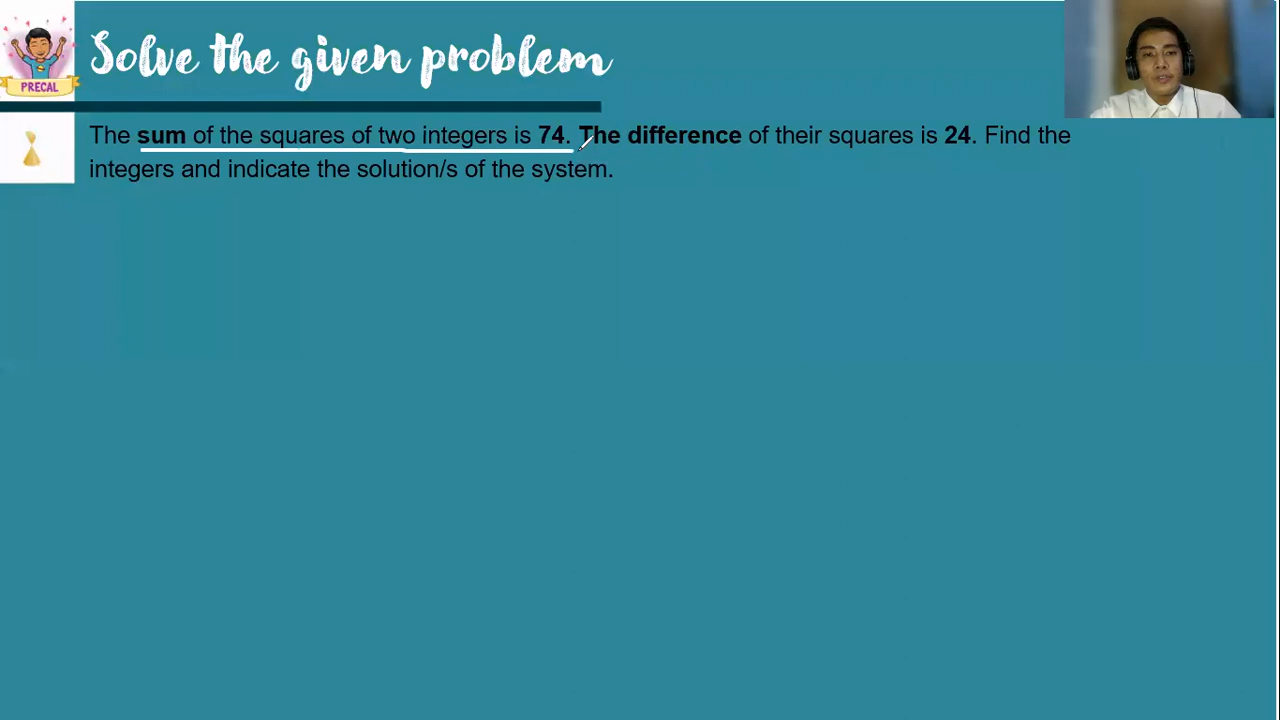 Solve the given problem
PRECAL
The sum of the squares of two integers is 74. The difference of their squares is 24. Find the
integers and indicate the solution/s of the system.